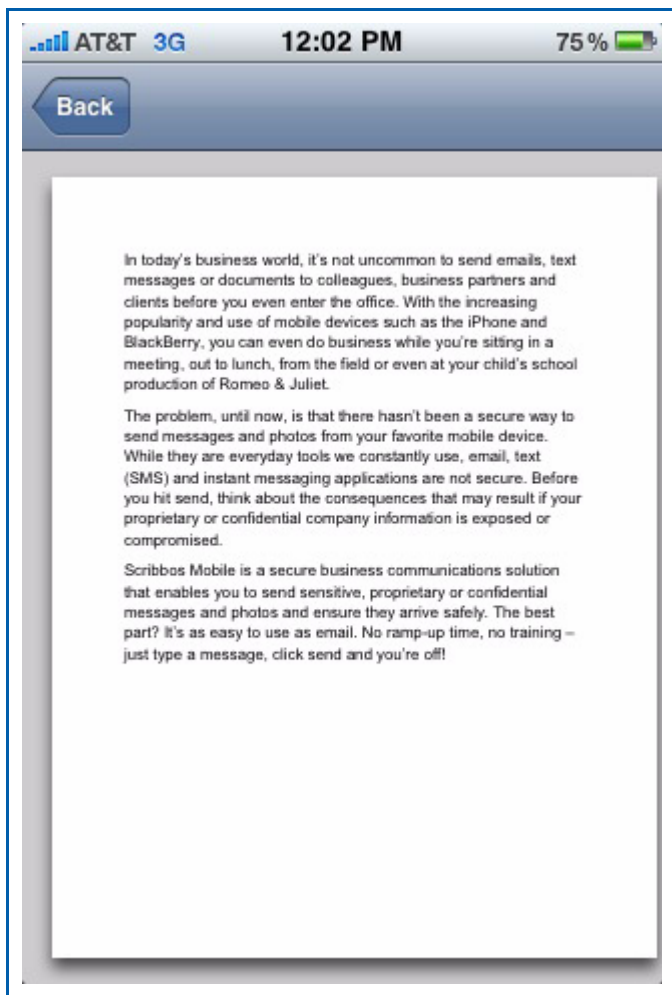 AT&T 3G 12:02 PM 75%
Back
In today's business world, it's not uncommon to send emails, text
messages or documents to colleagues, business partners and
clients before you even enter the office. With the increasing
popularity and use of mobile devices such as the iPhone and
BlackBerry, you can even do business while you're sitting in a
meeting, out to lunch, from the field or even at your child's school
production of Romeo & Juliet.
The problem, until now, is that there hasn't been a secure way to
send messages and photos from your favorite mobile device.
While they are everyday tools we constantly use, email, text
(SMS) and instant messaging applications are not secure. Before
you hit send, think about the consequences that may result if your
proprietary or confidential company information is exposed or
compromised.
Scribbos Mobile is a secure business communications solution
that enables you to send sensitive, proprietary or confidential
messages and photos and ensure they arrive safely. The best
part? It's as easy to use as email. No ramp-up time, no training –
just type a message, click send and you're off!